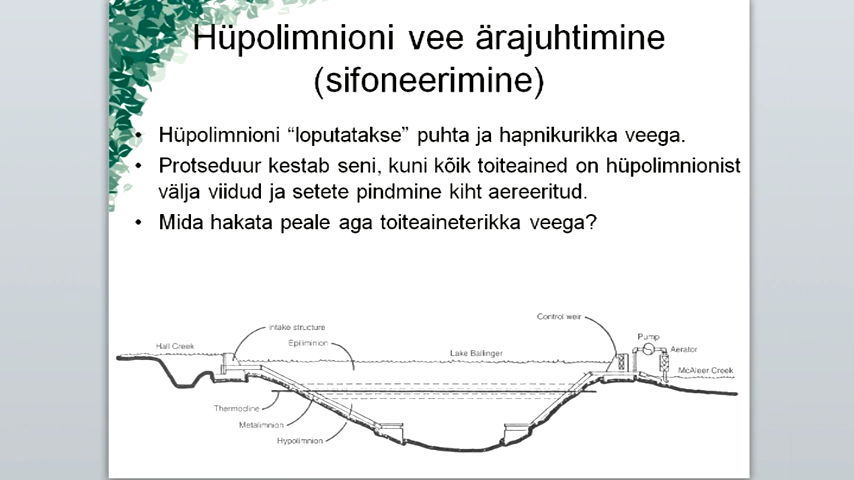 Hüpolimnioni vee ärajuhtimine
(sifoneerimine)
• Hüpolimnioni “loputatakse” puhta ja hapnikurikka veega.
• Protseduur kestab seni, kuni kõik toiteained on hüpolimnionist
välja viidud ja setete pindmine kiht aereeritud.
• Mida hakata peale aga toiteaineterikka veega?
Control weir
Intake structure
Pump
Hall Creek
Epilimnion
Lake Ballinger
Aerator
McAleer Creek
Thermocline
Metalimnion
Hypolimnion